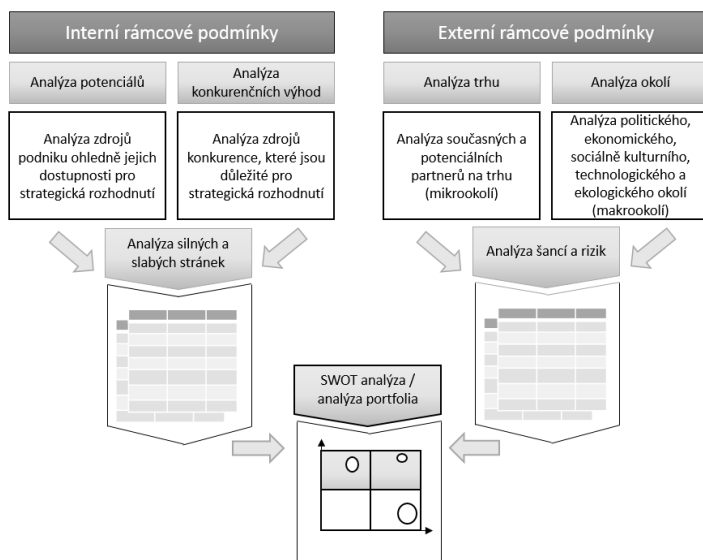 Interní rámcové podmínky
Externí rámcové podmínky
Analýza potenciálů
Analýza
konkurenčních výhod
Analýza trhu
Analýza okolí
Analýza zdrojů
podniku ohledně jejich
dostupnosti pro
strategická rozhodnutí
Analýza zdrojů
konkurence, které jsou
důležité pro
strategická rozhodnutí
Analýza současných a
potenciálních
partnerů na trhu
(mikrookolí)
Analýza politického,
ekonomického,
sociálně kulturního,
technologického a
ekologického okolí
(makrookolí)
Analýza silných a
slabých stránek
Analýza šancí a rizik
SWOT analýza /
analýza portfolia